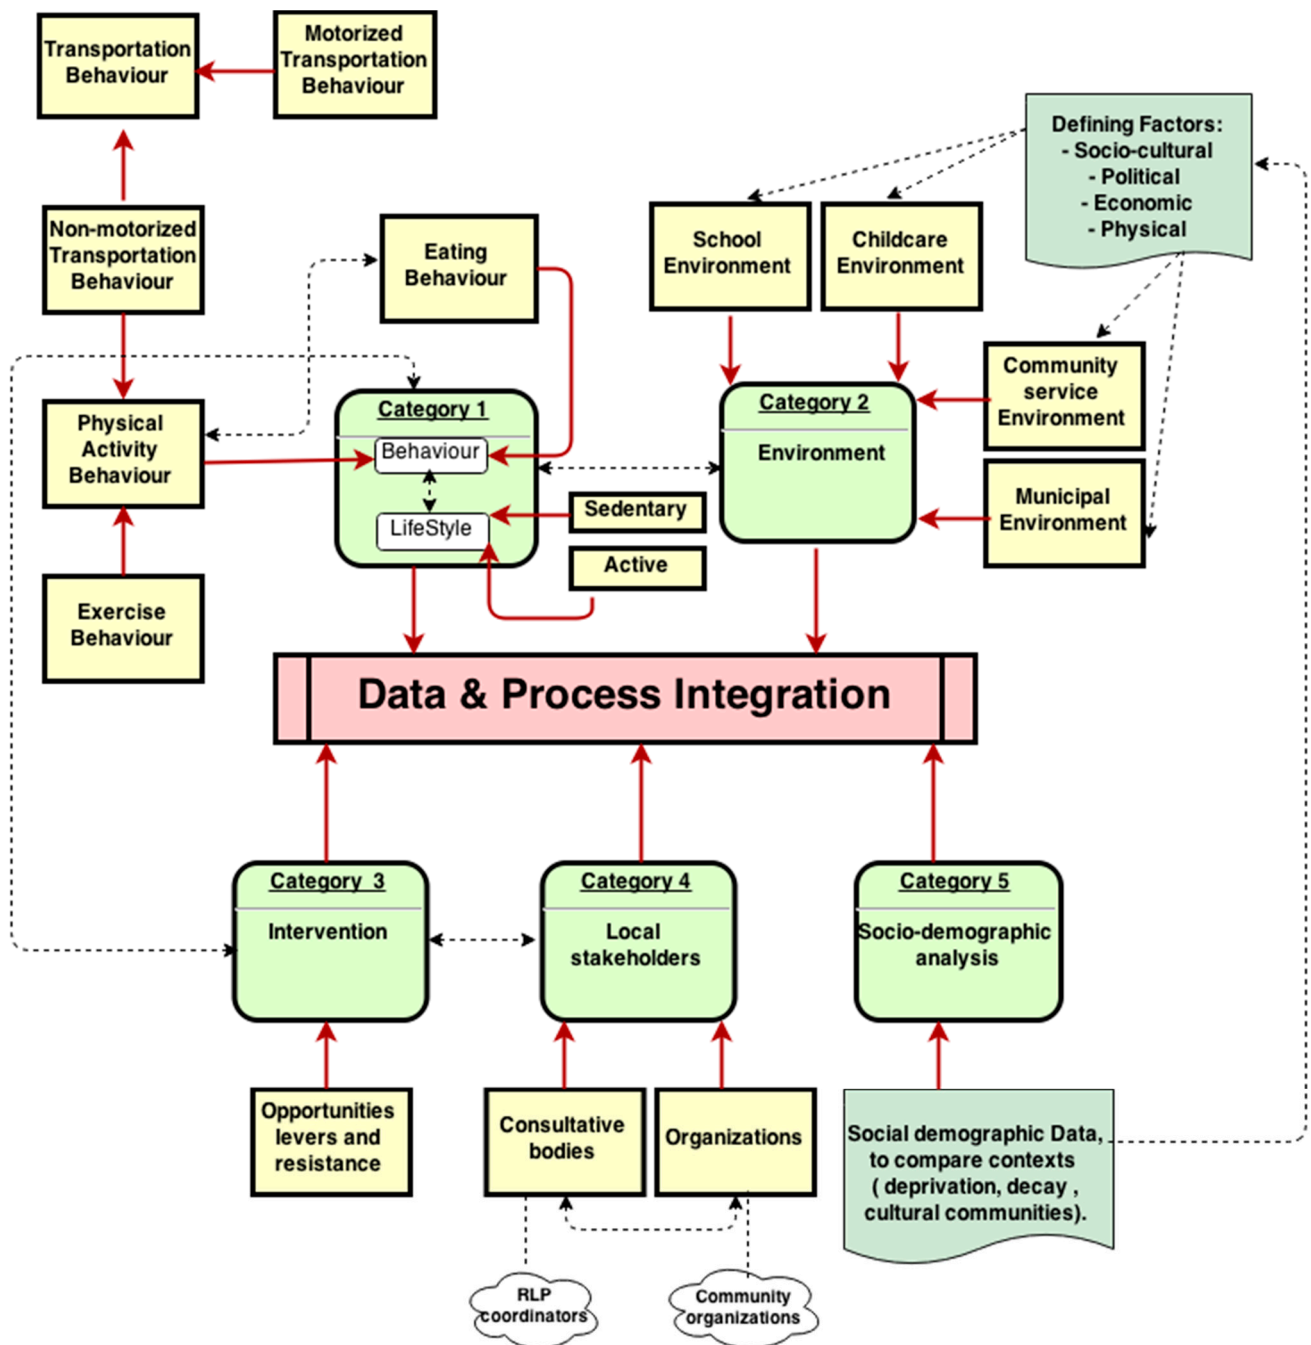 Transportation
Behaviour
Motorized
Transportation
Behaviour
Defining Factors:
- Socio-cultural
- Political
- Economic
- Physical
Non-motorized
Transportation
Behaviour
Eating
Behaviour
School
Environment
Childcare
Environment
Community
service
Environment
Physical
Activity
Behaviour
Category 1
Behaviour
LifeStyle
Category 2
Environment
Sedentary
Active
Municipal
Environment
Exercise
Behaviour
Data & Process Integration
Category 3
Intervention
Category 4
Local
stakeholders
Category 5
Socio-demographic
analysis
Opportunities
levers and
resistance
Consultative
bodies
Organizations
Social demographic Data,
to compare contexts
( deprivation, decay ,
cultural communities).
RLP
coordinators
Community
organizations